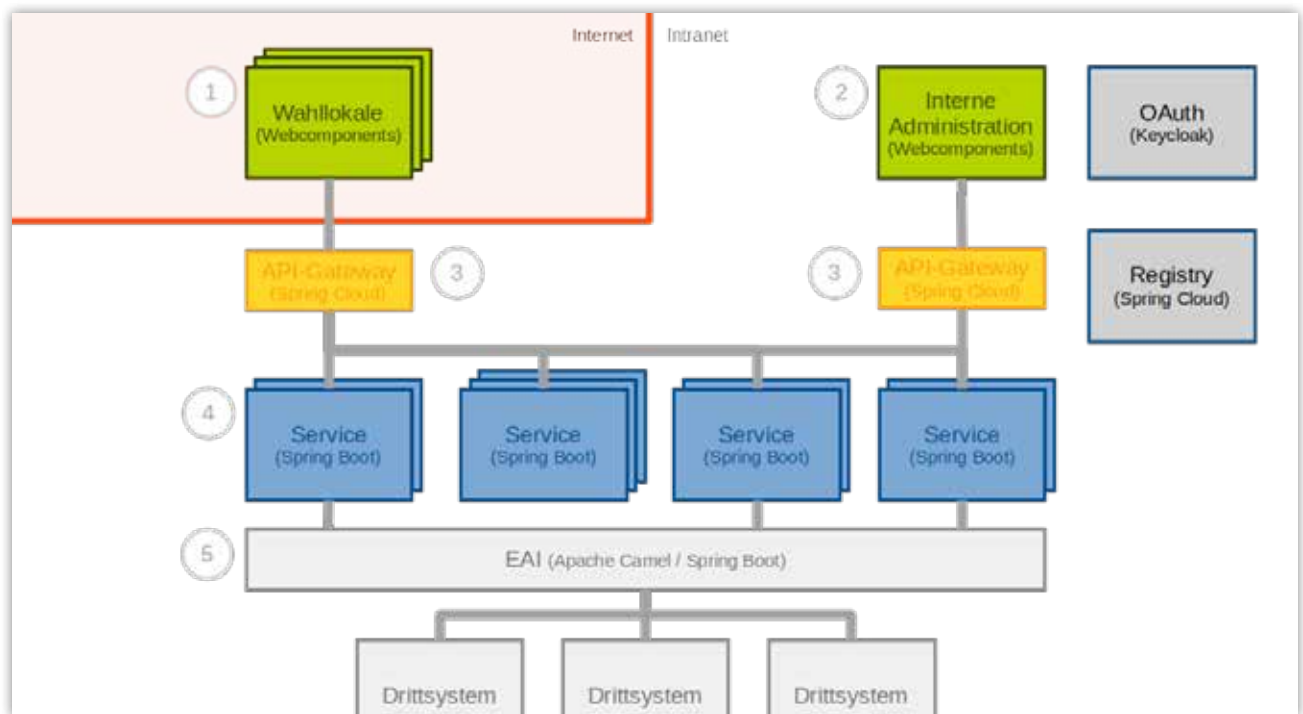 Internet
Intranet
1
Wahllokale
(Webcomponents)
2
Interne
Administration
(Webcomponents)
OAuth
(Keycloak)
API-Gateway
(Spring Cloud)
3
3
API-Gateway
(Spring Cloud)
Registry
(Spring Cloud)
4
Service
(Spring Boot)
Service
(Spring Boot)
Service
(Spring Boot)
Service
(Spring Boot)
5
EAI (Apache Camel / Spring Boot)
Drittsystem
Drittsystem
Drittsystem